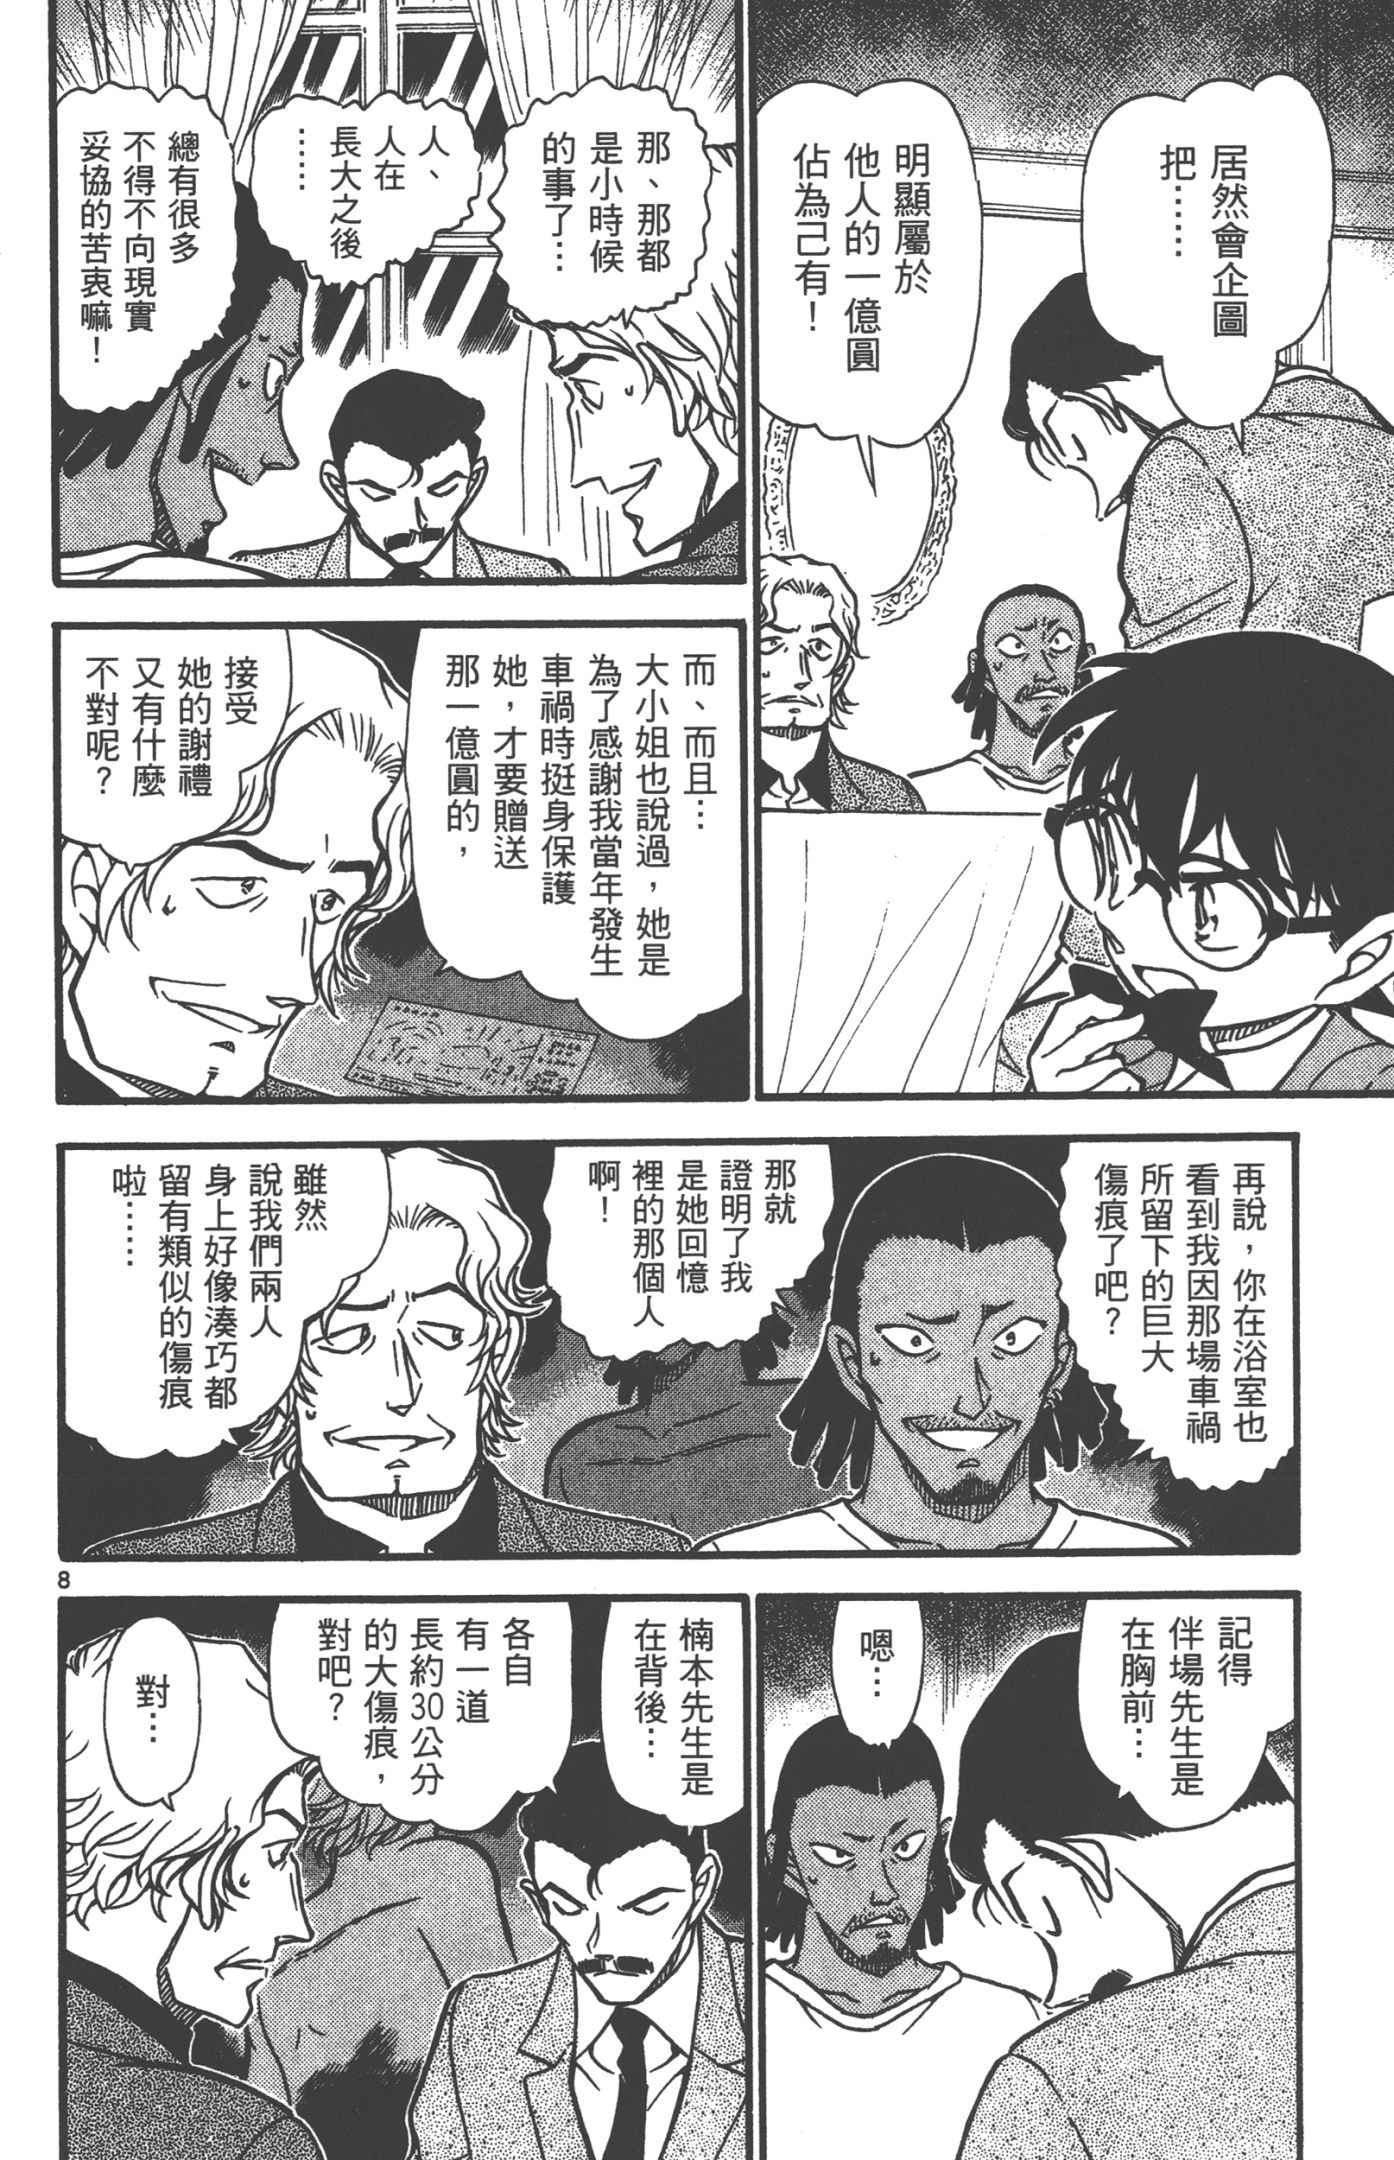 居然會企圖
把……
明顯屬於
他人的一億圓
佔為己有！
那、那都
是小時候
的事了…
人、
人在
長大之後
……
總有很多
不得不向現實
妥協的苦衷嘛！
而、而且…
大小姐也說過，她是
為了感謝我當年發生
車禍時挺身保護
她，才要贈送
那一億圓的，
接受
她的謝禮
又有什麼
不對呢？
再說，你在浴室也
看到我因那場車禍
所留下的巨大
傷痕了吧？
那就
證明了我
是她回憶
裡的那個人
啊！
雖然
說我們兩人
身上好像湊巧都
留有類似的傷痕
啦……
記得
伴場先生是
在胸前…
嗯…
楠本先生是
在背後…
各自
有一道
長約30公分
的大傷痕，
對吧？
對…
8